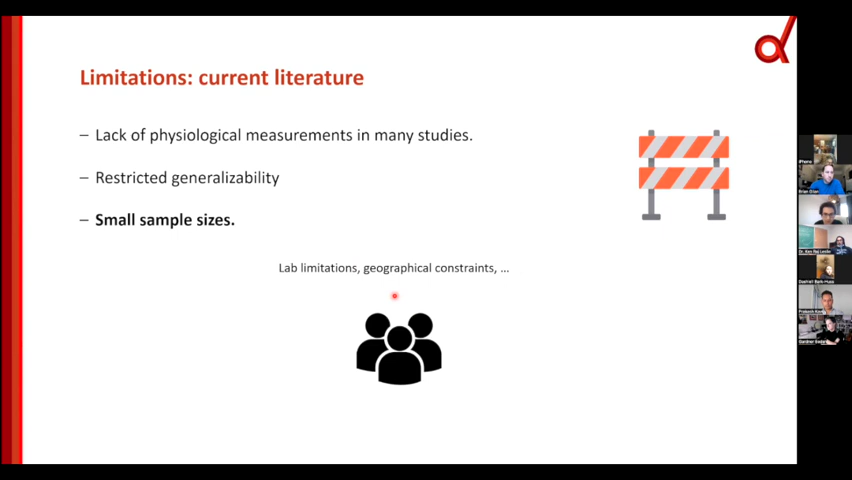 Limitations: current literature
– Lack of physiological measurements in many studies.
– Restricted generalizability
– Small sample sizes.
Lab limitations, geographical constraints, ...
iPhone